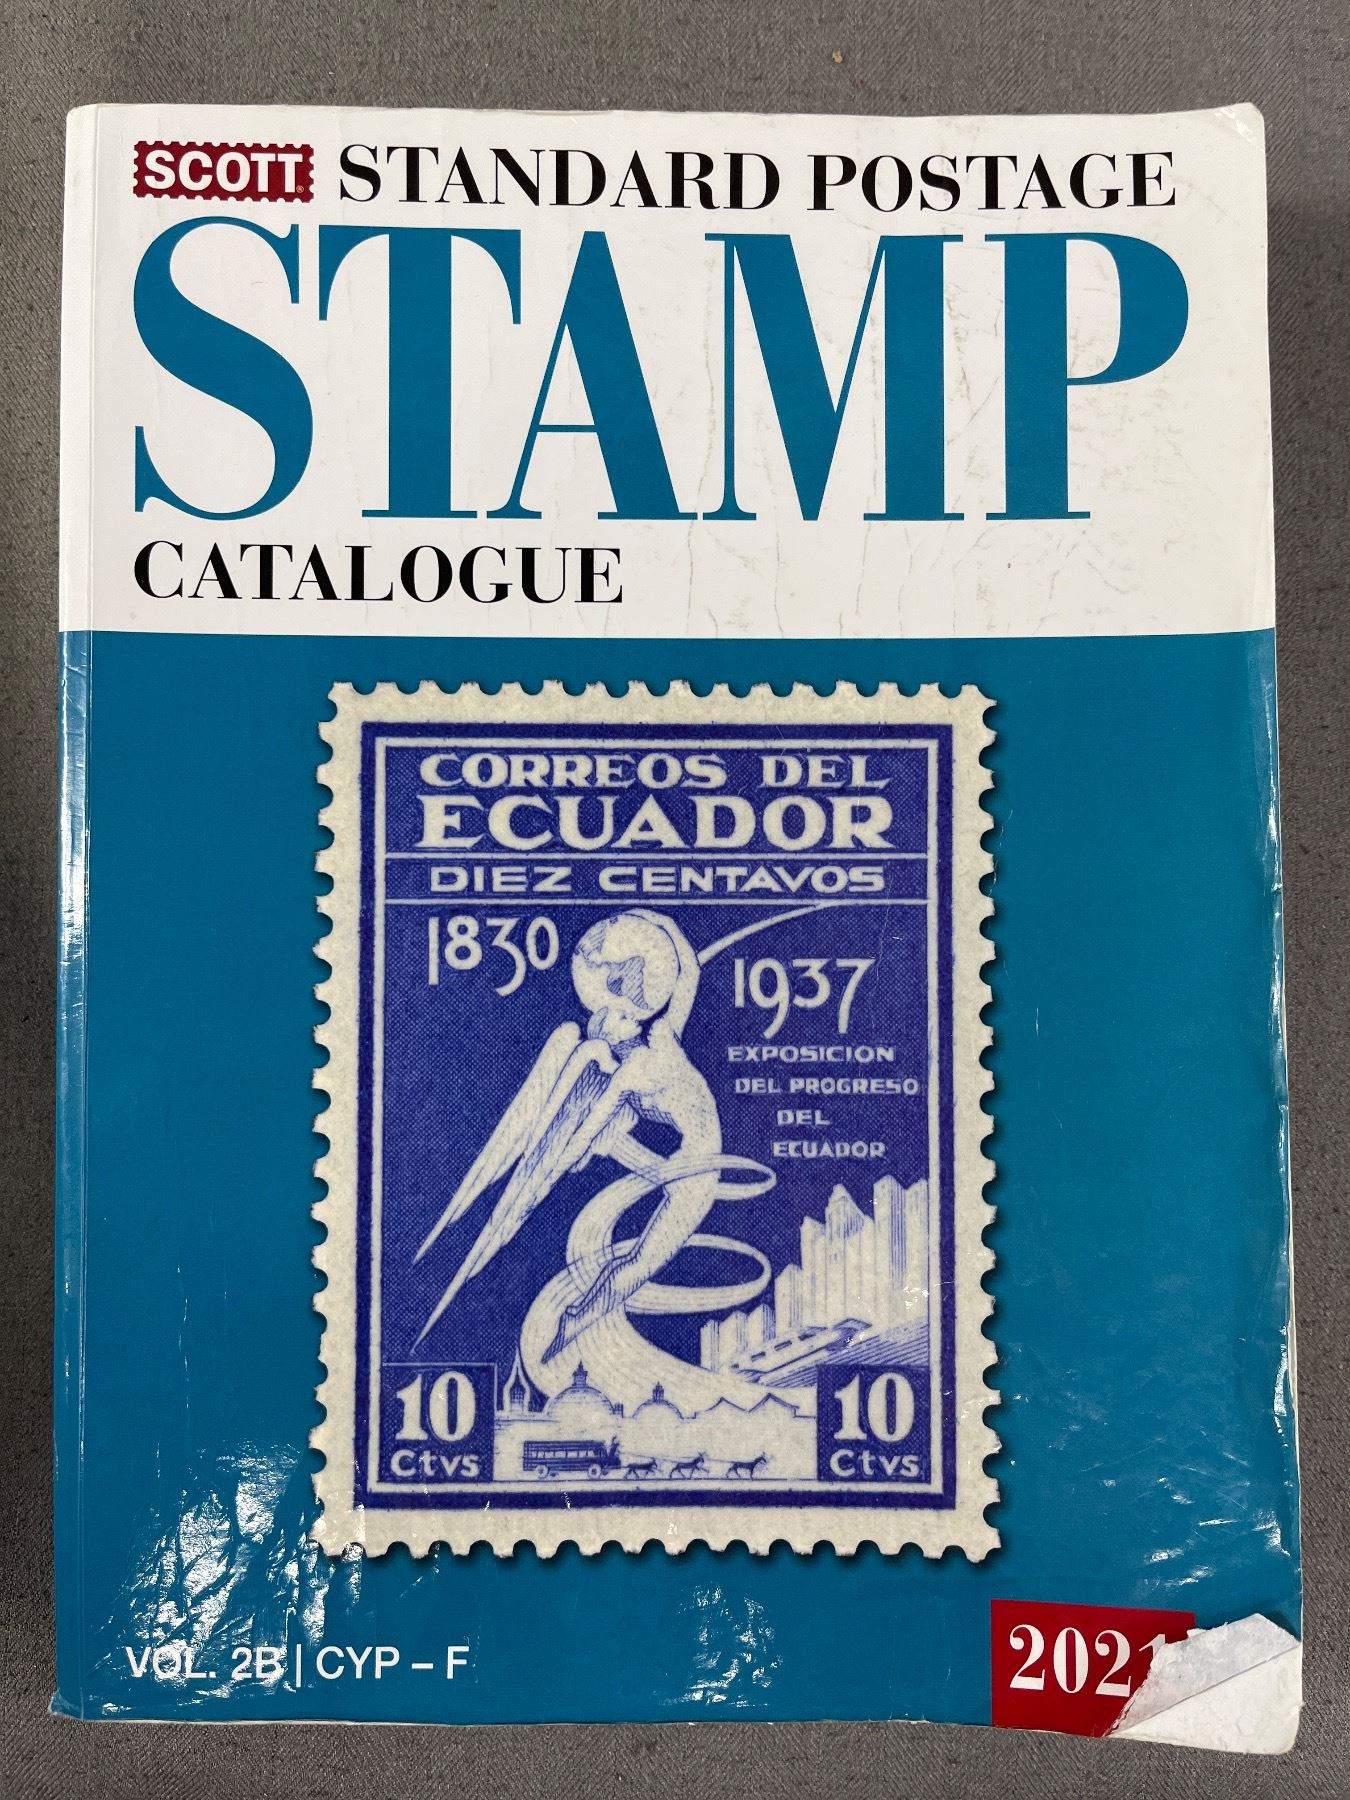 SCOTT® STANDARD POSTAGE
STAMP
CATALOGUE
CORREOS DEL
ECUADOR
DIEZ CENTAVOS
1830
1937
EXPOSICION
DEL PROGRESO
DEL
ECUADOR
10 10
Ctvs Ctvs
VOL. 2B | CYP – F
2021